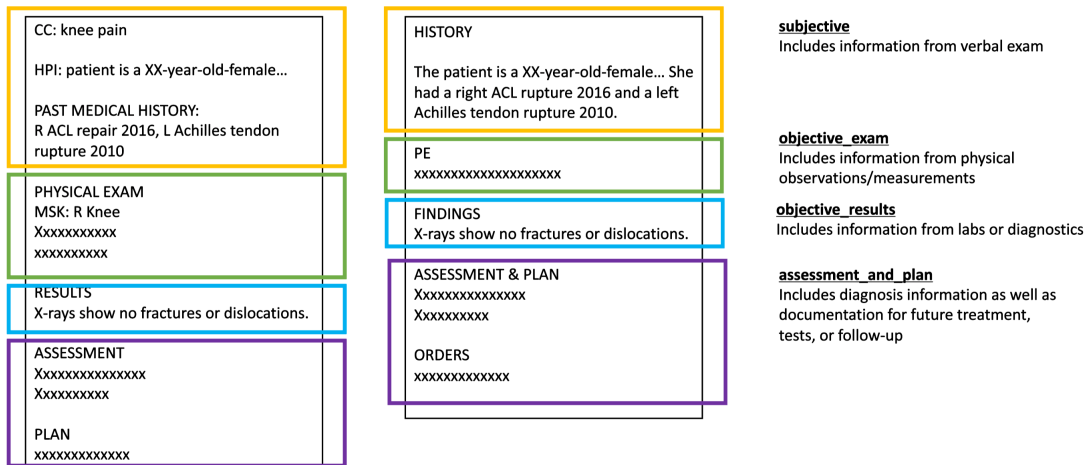 CC: knee pain
HPI: patient is a XX-year-old-female…
PAST MEDICAL HISTORY:
R ACL repair 2016, L Achilles tendon
rupture 2010
PHYSICAL EXAM
MSK: R Knee
Xxxxxxxxxxx
xxxxxxxxxx
RESULTS
X-rays show no fractures or dislocations.
ASSESSMENT
Xxxxxxxxxxxxxxx
Xxxxxxxxxx
PLAN
xxxxxxxxxxxxx
HISTORY
The patient is a XX-year-old-female… She
had a right ACL rupture 2016 and a left
Achilles tendon rupture 2010.
PE
xxxxxxxxxxxxxxxxxxxx
FINDINGS
X-rays show no fractures or dislocations.
ASSESSMENT & PLAN
Xxxxxxxxxxxxxxx
Xxxxxxxxxx
ORDERS
xxxxxxxxxxxxx
subjective
Includes information from verbal exam
objective_exam
Includes information from physical
observations/measurements
objective_results
Includes information from labs or diagnostics
assessment_and_plan
Includes diagnosis information as well as
documentation for future treatment,
tests, or follow-up